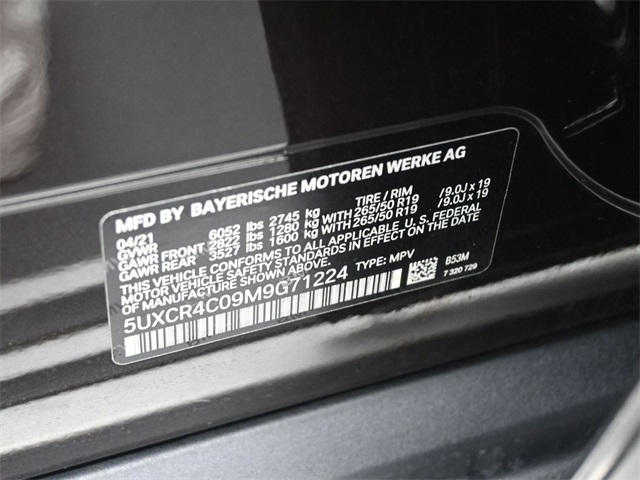 MFD BY BAYERISCHE MOTOREN WERKE AG
04/21 TIRE / RIM
GVWR 6052 lbs 2745 kg
GAWR FRONT 2822 lbs 1280 kg WITH 265/50 R19 /9.0J x 19
GAWR REAR 3527 lbs 1600 kg WITH 265/50 R19 /9.0J x 19
THIS VEHICLE CONFORMS TO ALL APPLICABLE U. S. FEDERAL
MOTOR VEHICLE SAFETY STANDARDS IN EFFECT ON THE DATE
OF MANUFACTURE SHOWN ABOVE.
5UXCR4C09M9G71224 TYPE: MPV B53M
7 320 729